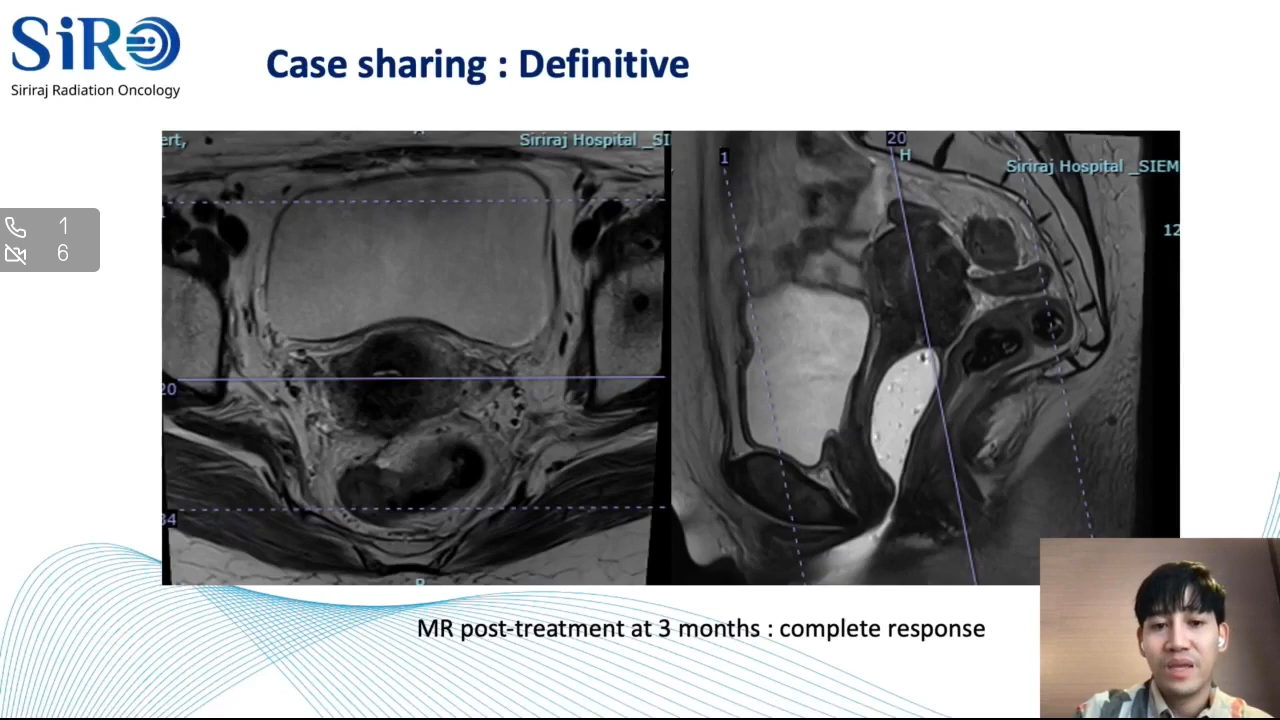 SiRO
Siriraj Radiation Oncology
Case sharing : Definitive
ert,
Siriraj Hospital _SI
20
34
1
20
H
Siriraj Hospital _SIEM
12
1
6
MR post-treatment at 3 months : complete response